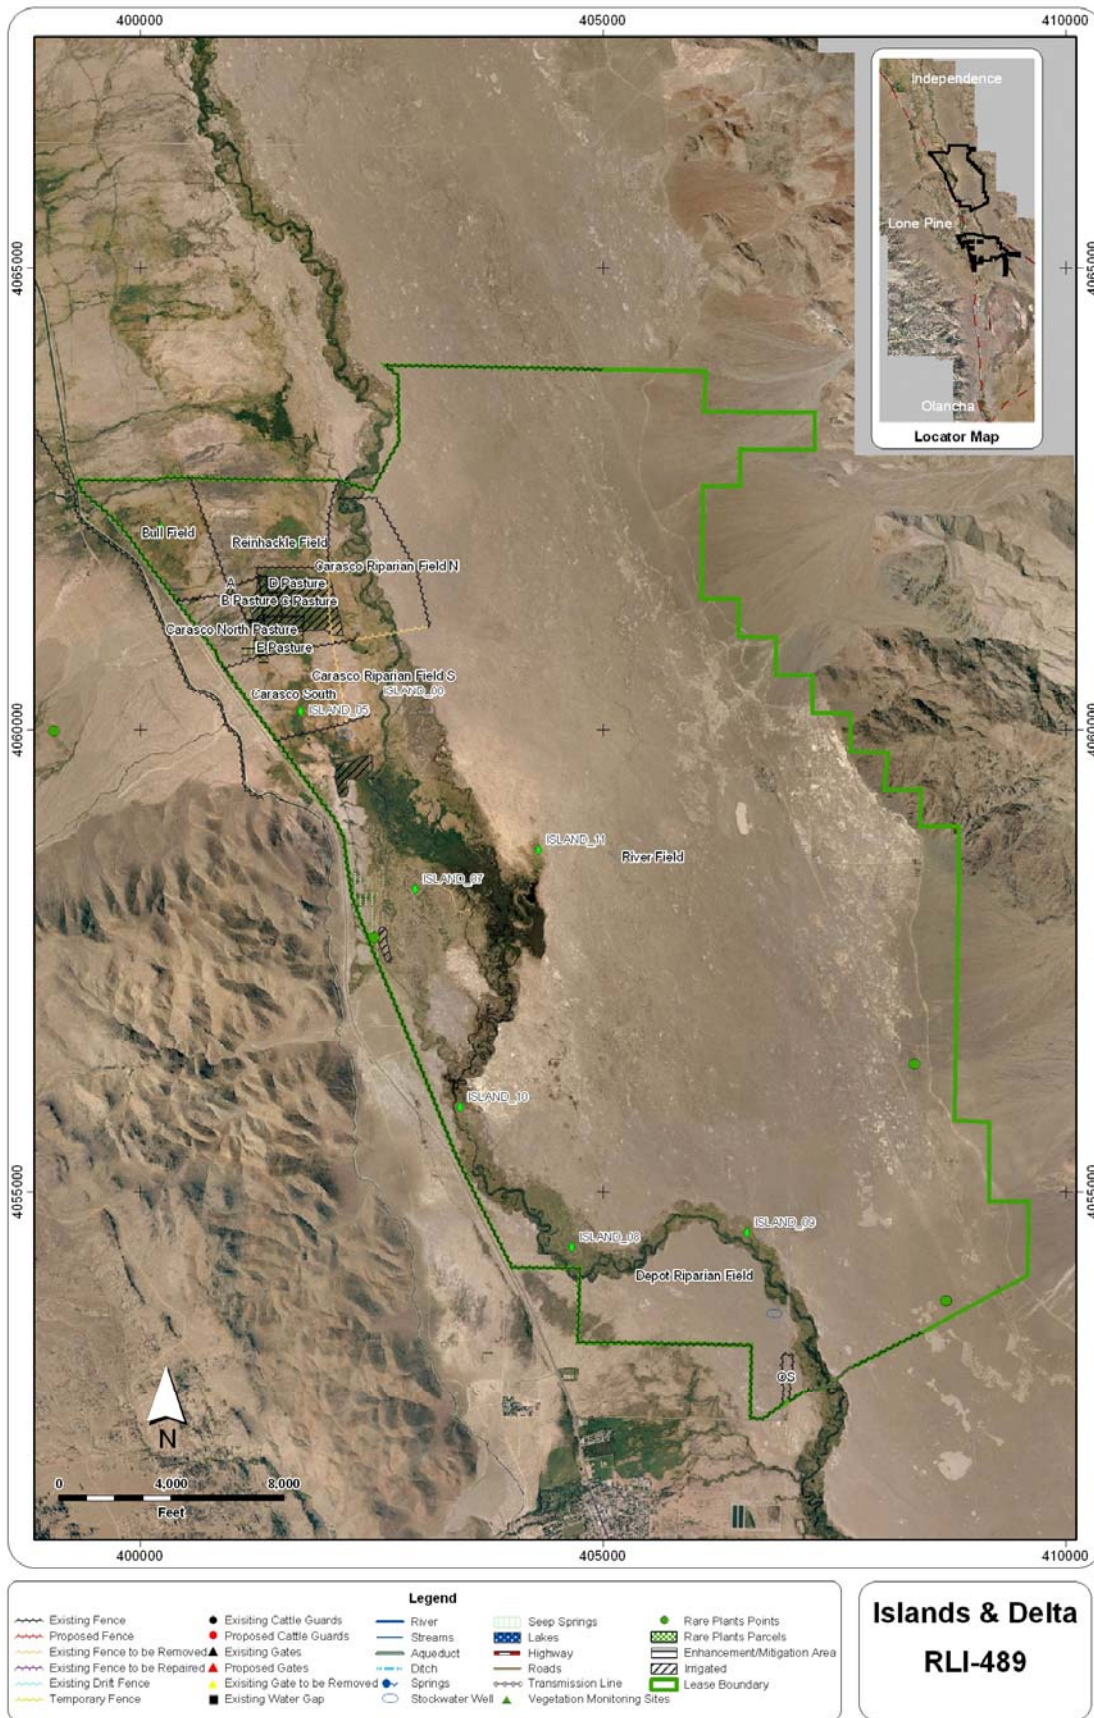 400000 405000 410000
Independence
Lone Pine
Olancha
Locator Map
4065000 4065000
Bull Field
Reinhackle Field
Carasco Riparian Field N
A
D Pasture
B Pasture C Pasture
Carasco North Pasture
E Pasture
Carasco Riparian Field S
ISLAND_06
Carasco South
ISLAND_05
4060000 4060000
ISLAND_11
River Field
ISLAND_07
ISLAND_10
4055000 4055000
ISLAND_09
ISLAND_08
Depot Riparian Field
OS
N
0 4,000 8,000
Feet
400000 405000 410000
Legend
Existing Fence
Proposed Fence
Existing Fence to be Removed
Existing Fence to be Repaired
Existing Drift Fence
Temporary Fence
Exisiting Cattle Guards
Proposed Cattle Guards
Existing Gates
Proposed Gates
Exisiting Gate to be Removed
Existing Water Gap
River
Streams
Aqueduct
Ditch
Springs
Stockwater Well
Seep Springs
Lakes
Highway
Roads
Transmission Line
Vegetation Monitoring Sites
Rare Plants Points
Rare Plants Parcels
Enhancement/Mitigation Area
Irrigated
Lease Boundary
Islands & Delta
RLI-489